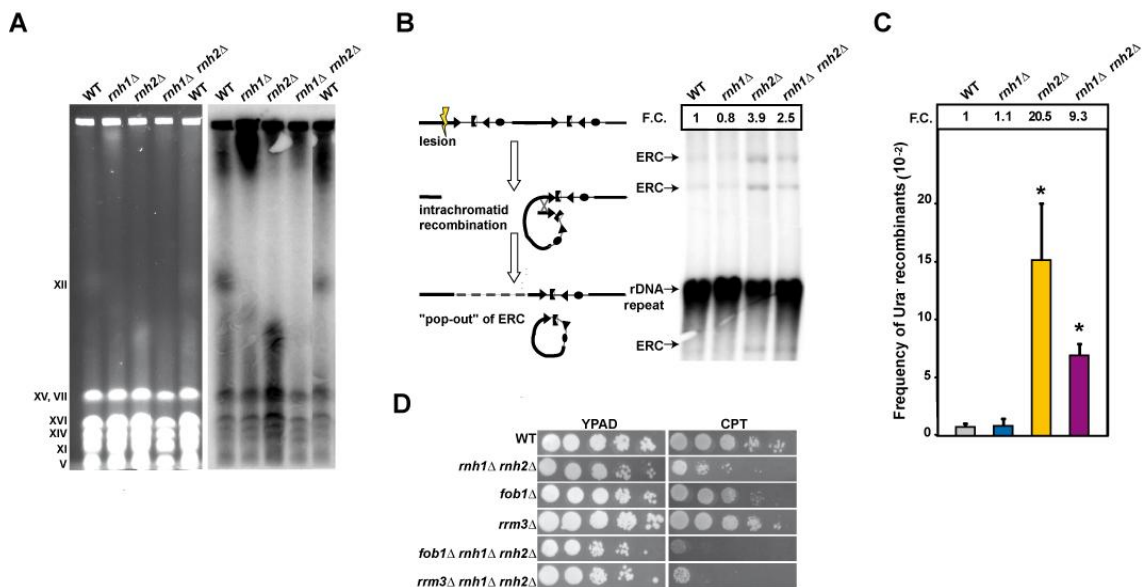 A
WT
rnh1Δ
rnh2Δ
rnh1Δ rnh2Δ
WT
WT
rnh1Δ
rnh2Δ
rnh1Δ rnh2Δ
WT
XII
XV, VII
XVI
XIV
XI
V
B
lesion
intrachromatid
recombination
"pop-out" of ERC
WT
rnh1Δ
rnh2Δ
rnh1Δ rnh2Δ
F.C. 1 0.8 3.9 2.5
ERC
ERC
rDNA
repeat
ERC
C
WT
rnh1Δ
rnh2Δ
rnh1Δ rnh2Δ
F.C. 1 1.1 20.5 9.3
Frequency of Ura⁻ recombinants (10⁻²)
20
15
10
5
0
*
*
D
YPAD CPT
WT
rnh1Δ rnh2Δ
fob1Δ
rrm3Δ
fob1Δ rnh1Δ rnh2Δ
rrm3Δ rnh1Δ rnh2Δ